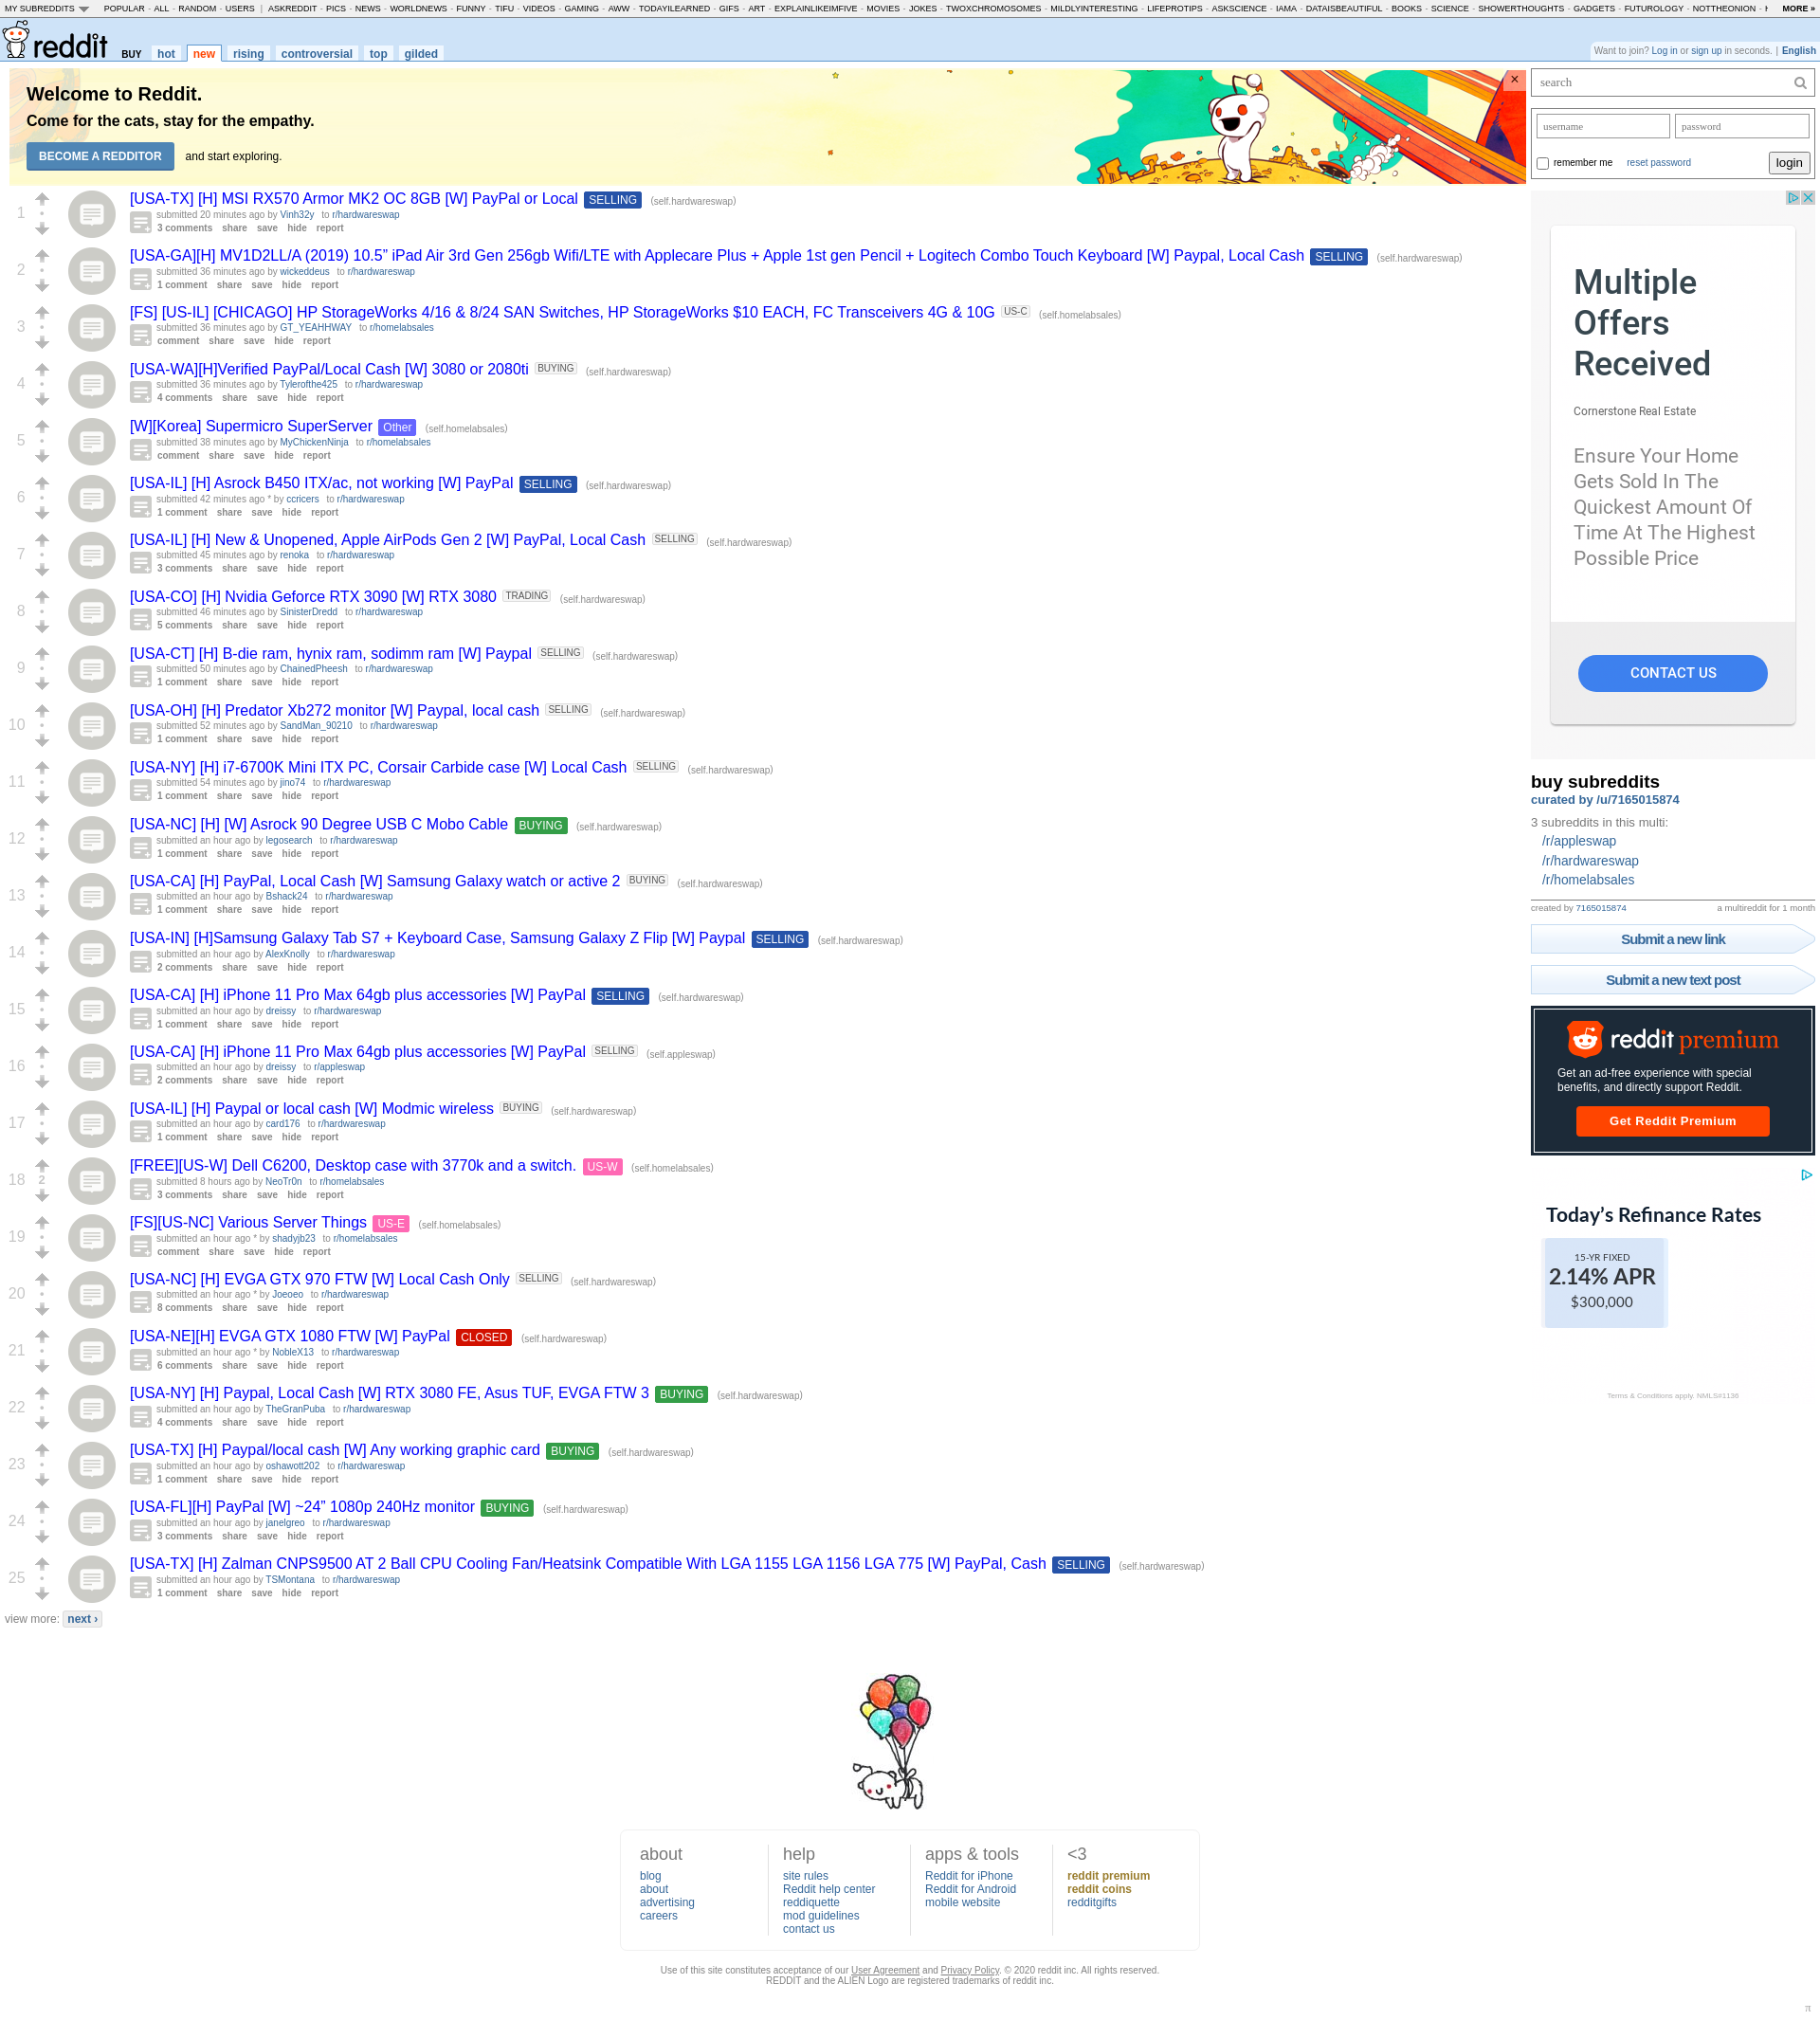 MY SUBREDDITS POPULAR - ALL - RANDOM - USERS | ASKREDDIT - PICS - NEWS - WORLDNEWS - FUNNY - TIFU - VIDEOS - GAMING - AWW - TODAYILEARNED - GIFS - ART - EXPLAINLIKEIMFIVE - MOVIES - JOKES - TWOXCHROMOSOMES - MILDLYINTERESTING - LIFEPROTIPS - ASKSCIENCE - IAMA - DATAISBEAUTIFUL - BOOKS - SCIENCE - SHOWERTHOUGHTS - GADGETS - FUTUROLOGY - NOTTHEONION - MORE »
reddit BUY hot new rising controversial top gilded
Want to join? Log in or sign up in seconds. | English
Welcome to Reddit.
Come for the cats, stay for the empathy.
BECOME A REDDITOR and start exploring.
1 [USA-TX] [H] MSI RX570 Armor MK2 OC 8GB [W] PayPal or Local SELLING (self.hardwareswap)
submitted 20 minutes ago by Vinh32y to r/hardwareswap
3 comments share save hide report
2 [USA-GA][H] MV1D2LL/A (2019) 10.5” iPad Air 3rd Gen 256gb Wifi/LTE with Applecare Plus + Apple 1st gen Pencil + Logitech Combo Touch Keyboard [W] Paypal, Local Cash SELLING (self.hardwareswap)
submitted 36 minutes ago by wickeddeus to r/hardwareswap
1 comment share save hide report
3 [FS] [US-IL] [CHICAGO] HP StorageWorks 4/16 & 8/24 SAN Switches, HP StorageWorks $10 EACH, FC Transceivers 4G & 10G US-C (self.homelabsales)
submitted 36 minutes ago by GT_YEAHHWAY to r/homelabsales
comment share save hide report
4 [USA-WA][H]Verified PayPal/Local Cash [W] 3080 or 2080ti BUYING (self.hardwareswap)
submitted 36 minutes ago by Tylerofthe425 to r/hardwareswap
4 comments share save hide report
5 [W][Korea] Supermicro SuperServer Other (self.homelabsales)
submitted 38 minutes ago by MyChickenNinja to r/homelabsales
comment share save hide report
6 [USA-IL] [H] Asrock B450 ITX/ac, not working [W] PayPal SELLING (self.hardwareswap)
submitted 42 minutes ago * by ccricers to r/hardwareswap
1 comment share save hide report
7 [USA-IL] [H] New & Unopened, Apple AirPods Gen 2 [W] PayPal, Local Cash SELLING (self.hardwareswap)
submitted 45 minutes ago by renoka to r/hardwareswap
3 comments share save hide report
8 [USA-CO] [H] Nvidia Geforce RTX 3090 [W] RTX 3080 TRADING (self.hardwareswap)
submitted 46 minutes ago by SinisterDredd to r/hardwareswap
5 comments share save hide report
9 [USA-CT] [H] B-die ram, hynix ram, sodimm ram [W] Paypal SELLING (self.hardwareswap)
submitted 50 minutes ago by ChainedPheesh to r/hardwareswap
1 comment share save hide report
10 [USA-OH] [H] Predator Xb272 monitor [W] Paypal, local cash SELLING (self.hardwareswap)
submitted 52 minutes ago by SandMan_90210 to r/hardwareswap
1 comment share save hide report
11 [USA-NY] [H] i7-6700K Mini ITX PC, Corsair Carbide case [W] Local Cash SELLING (self.hardwareswap)
submitted 54 minutes ago by jino74 to r/hardwareswap
1 comment share save hide report
12 [USA-NC] [H] [W] Asrock 90 Degree USB C Mobo Cable BUYING (self.hardwareswap)
submitted an hour ago by legosearch to r/hardwareswap
1 comment share save hide report
13 [USA-CA] [H] PayPal, Local Cash [W] Samsung Galaxy watch or active 2 BUYING (self.hardwareswap)
submitted an hour ago by Bshack24 to r/hardwareswap
1 comment share save hide report
14 [USA-IN] [H]Samsung Galaxy Tab S7 + Keyboard Case, Samsung Galaxy Z Flip [W] Paypal SELLING (self.hardwareswap)
submitted an hour ago by AlexKnolly to r/hardwareswap
2 comments share save hide report
15 [USA-CA] [H] iPhone 11 Pro Max 64gb plus accessories [W] PayPal SELLING (self.hardwareswap)
submitted an hour ago by dreissy to r/hardwareswap
1 comment share save hide report
16 [USA-CA] [H] iPhone 11 Pro Max 64gb plus accessories [W] PayPal SELLING (self.appleswap)
submitted an hour ago by dreissy to r/appleswap
2 comments share save hide report
17 [USA-IL] [H] Paypal or local cash [W] Modmic wireless BUYING (self.hardwareswap)
submitted an hour ago by card176 to r/hardwareswap
1 comment share save hide report
18 2 [FREE][US-W] Dell C6200, Desktop case with 3770k and a switch. US-W (self.homelabsales)
submitted 8 hours ago by NeoTr0n to r/homelabsales
3 comments share save hide report
19 [FS][US-NC] Various Server Things US-E (self.homelabsales)
submitted an hour ago * by shadyjb23 to r/homelabsales
comment share save hide report
20 [USA-NC] [H] EVGA GTX 970 FTW [W] Local Cash Only SELLING (self.hardwareswap)
submitted an hour ago * by Joeoeo to r/hardwareswap
8 comments share save hide report
21 [USA-NE][H] EVGA GTX 1080 FTW [W] PayPal CLOSED (self.hardwareswap)
submitted an hour ago * by NobleX13 to r/hardwareswap
6 comments share save hide report
22 [USA-NY] [H] Paypal, Local Cash [W] RTX 3080 FE, Asus TUF, EVGA FTW 3 BUYING (self.hardwareswap)
submitted an hour ago by TheGranPuba to r/hardwareswap
4 comments share save hide report
23 [USA-TX] [H] Paypal/local cash [W] Any working graphic card BUYING (self.hardwareswap)
submitted an hour ago by oshawott202 to r/hardwareswap
1 comment share save hide report
24 [USA-FL][H] PayPal [W] ~24” 1080p 240Hz monitor BUYING (self.hardwareswap)
submitted an hour ago by janelgreo to r/hardwareswap
3 comments share save hide report
25 [USA-TX] [H] Zalman CNPS9500 AT 2 Ball CPU Cooling Fan/Heatsink Compatible With LGA 1155 LGA 1156 LGA 775 [W] PayPal, Cash SELLING (self.hardwareswap)
submitted an hour ago by TSMontana to r/hardwareswap
1 comment share save hide report
view more: next ›
search
username password
remember me reset password login
Multiple
Offers
Received
Cornerstone Real Estate
Ensure Your Home
Gets Sold In The
Quickest Amount Of
Time At The Highest
Possible Price
CONTACT US
buy subreddits
curated by /u/7165015874
3 subreddits in this multi:
/r/appleswap
/r/hardwareswap
/r/homelabsales
created by 7165015874 a multireddit for 1 month
Submit a new link
Submit a new text post
reddit premium
Get an ad-free experience with special
benefits, and directly support Reddit.
Get Reddit Premium
Today’s Refinance Rates
15-YR FIXED
2.14% APR
$300,000
Terms & Conditions apply. NMLS#1136
about
blog
about
advertising
careers
help
site rules
Reddit help center
reddiquette
mod guidelines
contact us
apps & tools
Reddit for iPhone
Reddit for Android
mobile website
<3
reddit premium
reddit coins
redditgifts
Use of this site constitutes acceptance of our User Agreement and Privacy Policy. © 2020 reddit inc. All rights reserved.
REDDIT and the ALIEN Logo are registered trademarks of reddit inc.
π